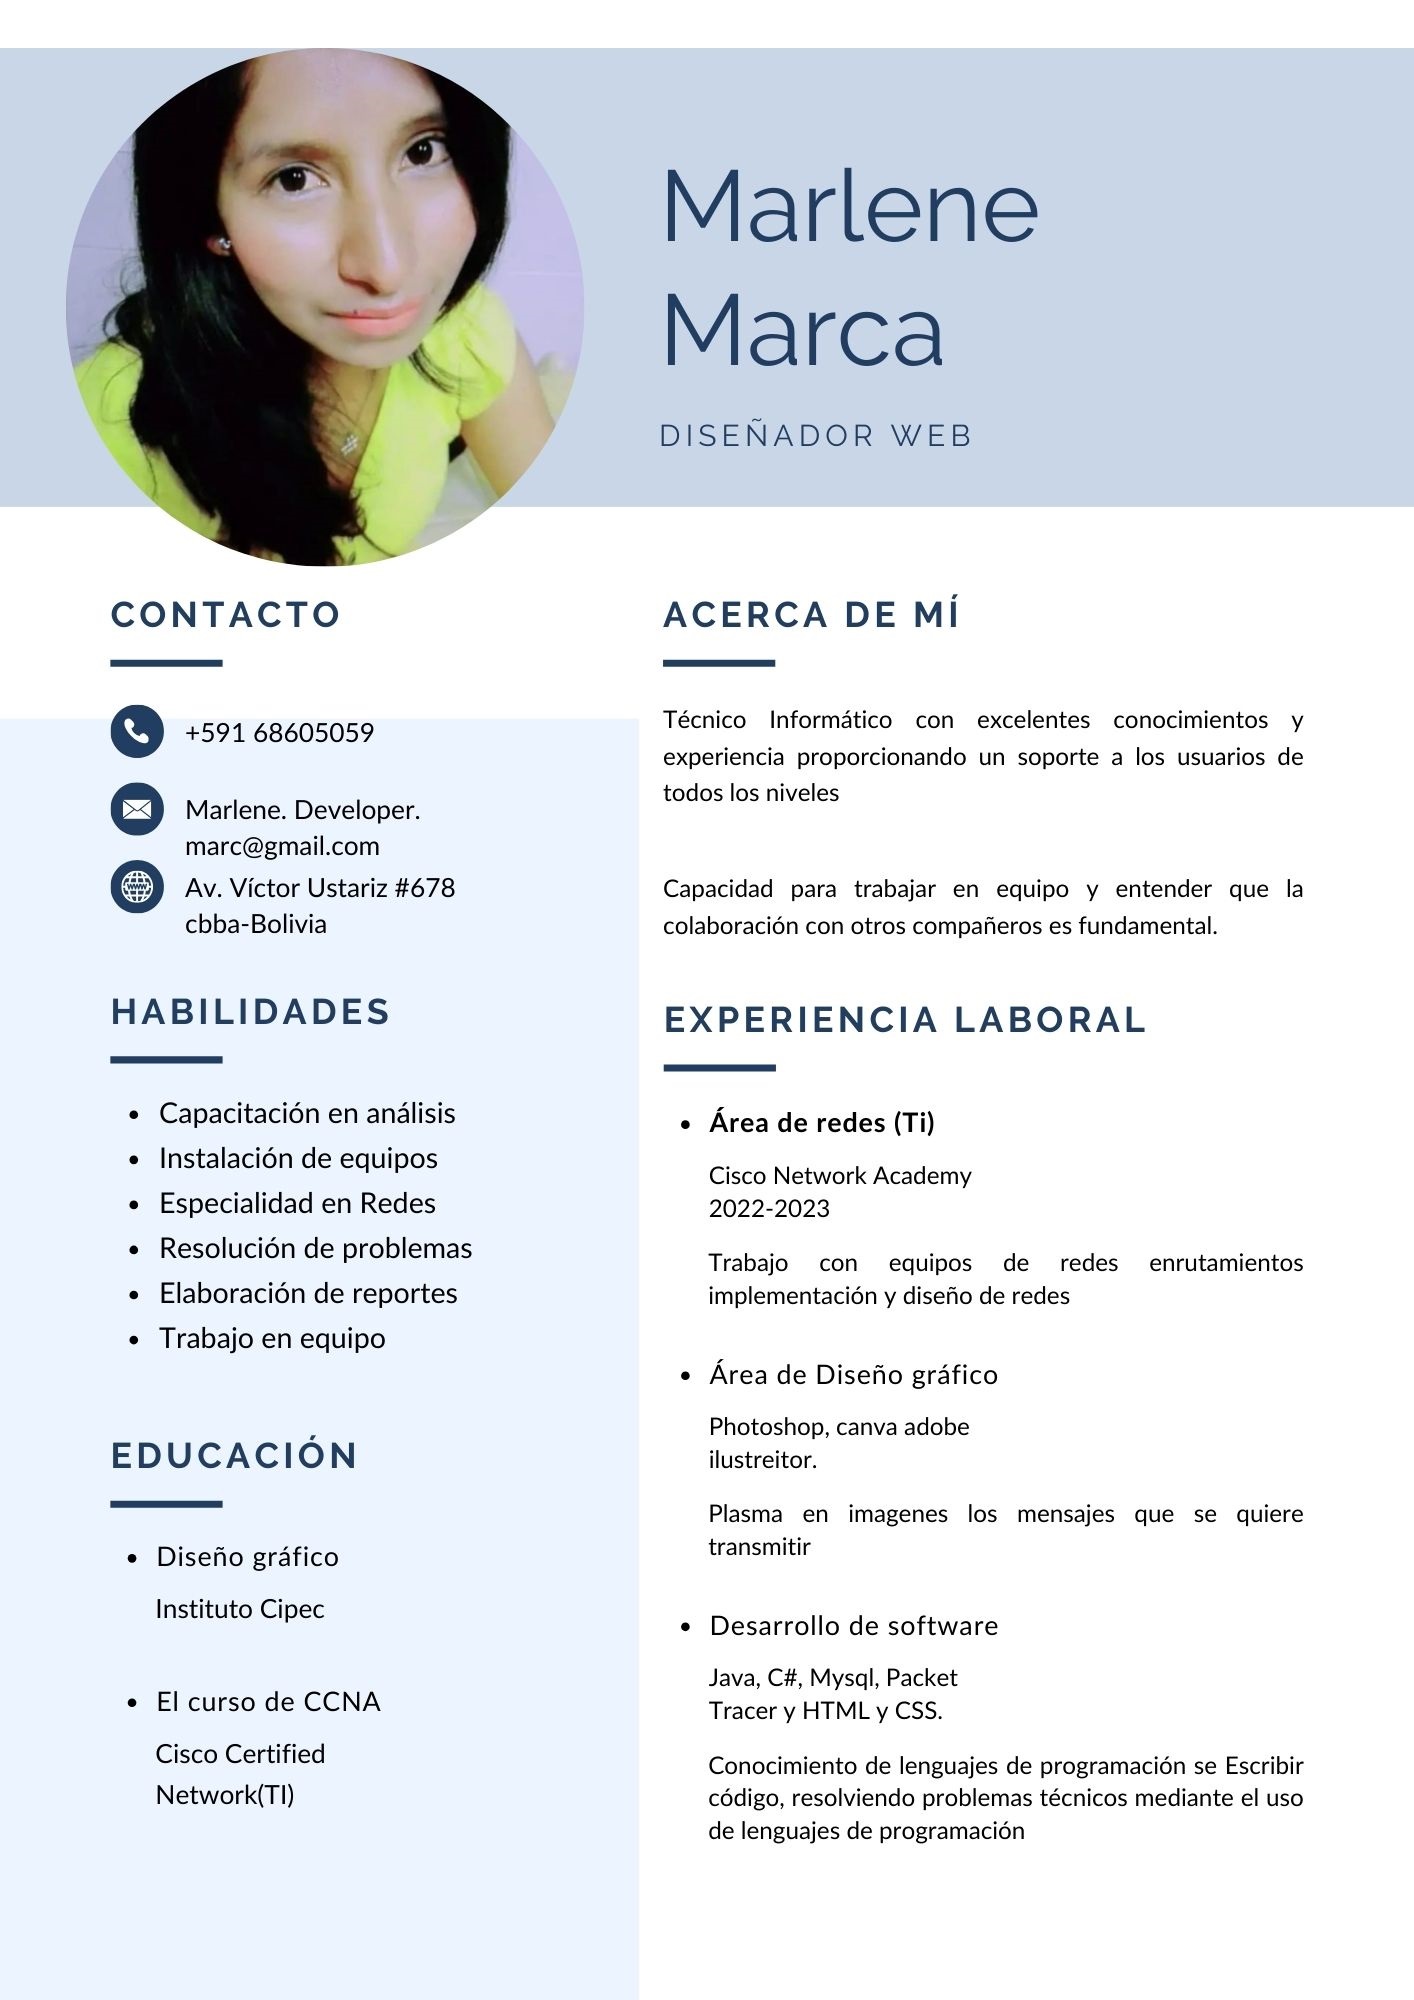 Marlene
Marca
DISEÑADOR WEB
CONTACTO
+591 68605059
Marlene. Developer.
marc@gmail.com
WWW
Av. Víctor Ustariz #678
cbba-Bolivia
HABILIDADES
Capacitación en análisis
Instalación de equipos
Especialidad en Redes
Resolución de problemas
Elaboración de reportes
Trabajo en equipo
EDUCACIÓN
Diseño gráfico
Instituto Cipec
El curso de CCNA
Cisco Certified
Network(TI)
ACERCA DE MÍ
Técnico Informático con excelentes conocimientos y
experiencia proporcionando un soporte a los usuarios de
todos los niveles
Capacidad para trabajar en equipo y entender que la
colaboración con otros compañeros es fundamental.
EXPERIENCIA LABORAL
Área de redes (Ti)
Cisco Network Academy
2022-2023
Trabajo con equipos de redes enrutamientos
implementación y diseño de redes
Área de Diseño gráfico
Photoshop, canva adobe
ilustreitor.
Plasma en imagenes los mensajes que se quiere
transmitir
Desarrollo de software
Java, C#, Mysql, Packet
Tracer y HTML y CSS.
Conocimiento de lenguajes de programación se Escribir
código, resolviendo problemas técnicos mediante el uso
de lenguajes de programación